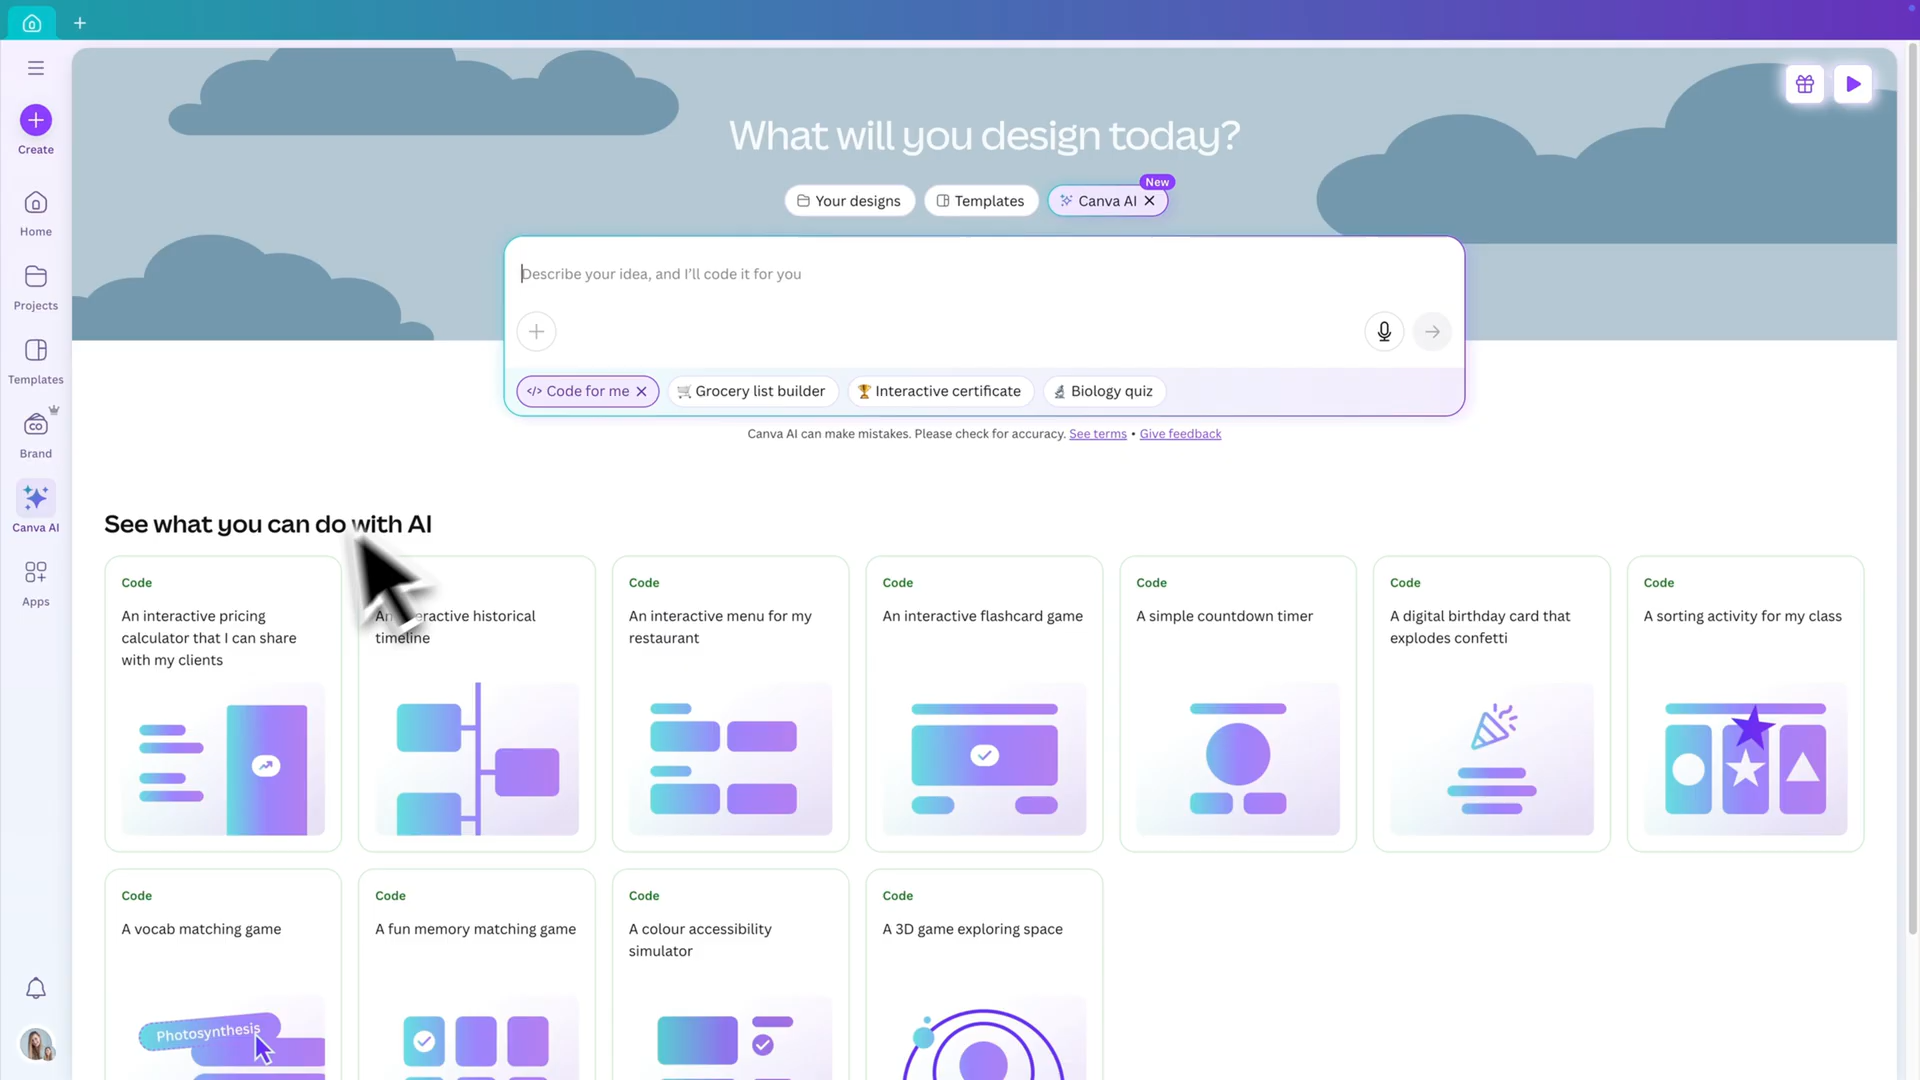 Create
Home
Projects
Templates
Brand
Canva AI
Apps
What will you design today?
Your designs
Templates
Canva AI
New
Describe your idea, and I'll code it for you
</> Code for me
Grocery list builder
Interactive certificate
Biology quiz
Canva AI can make mistakes. Please check for accuracy. See terms • Give feedback
See what you can do with AI
Code
An interactive pricing
calculator that I can share
with my clients
An interactive historical
timeline
Code
An interactive menu for my
restaurant
Code
An interactive flashcard game
Code
A simple countdown timer
Code
A digital birthday card that
explodes confetti
Code
A sorting activity for my class
Code
A vocab matching game
Photosynthesis
Code
A fun memory matching game
Code
A colour accessibility
simulator
Code
A 3D game exploring space